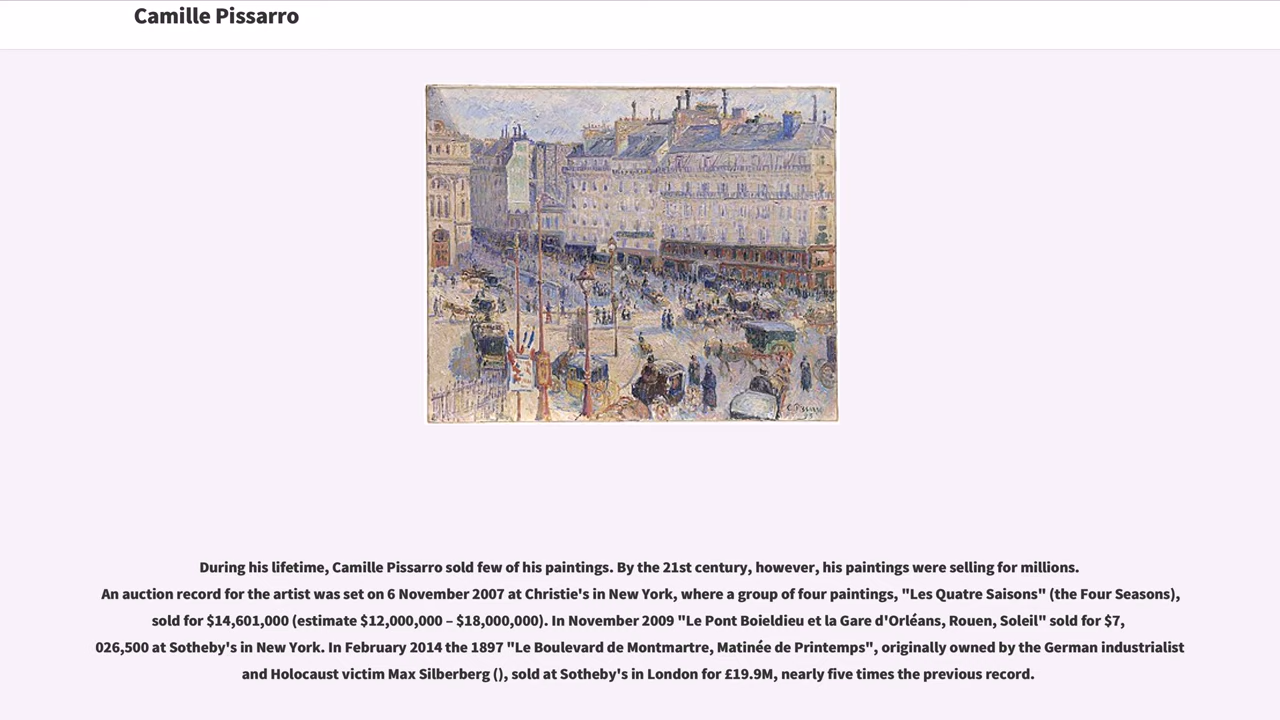 Camille Pissarro
During his lifetime, Camille Pissarro sold few of his paintings. By the 21st century, however, his paintings were selling for millions.
An auction record for the artist was set on 6 November 2007 at Christie's in New York, where a group of four paintings, "Les Quatre Saisons" (the Four Seasons),
sold for $14,601,000 (estimate $12,000,000 – $18,000,000). In November 2009 "Le Pont Boieldieu et la Gare d'Orléans, Rouen, Soleil" sold for $7,
026,500 at Sotheby's in New York. In February 2014 the 1897 "Le Boulevard de Montmartre, Matinée de Printemps", originally owned by the German industrialist
and Holocaust victim Max Silberberg (), sold at Sotheby's in London for £19.9M, nearly five times the previous record.